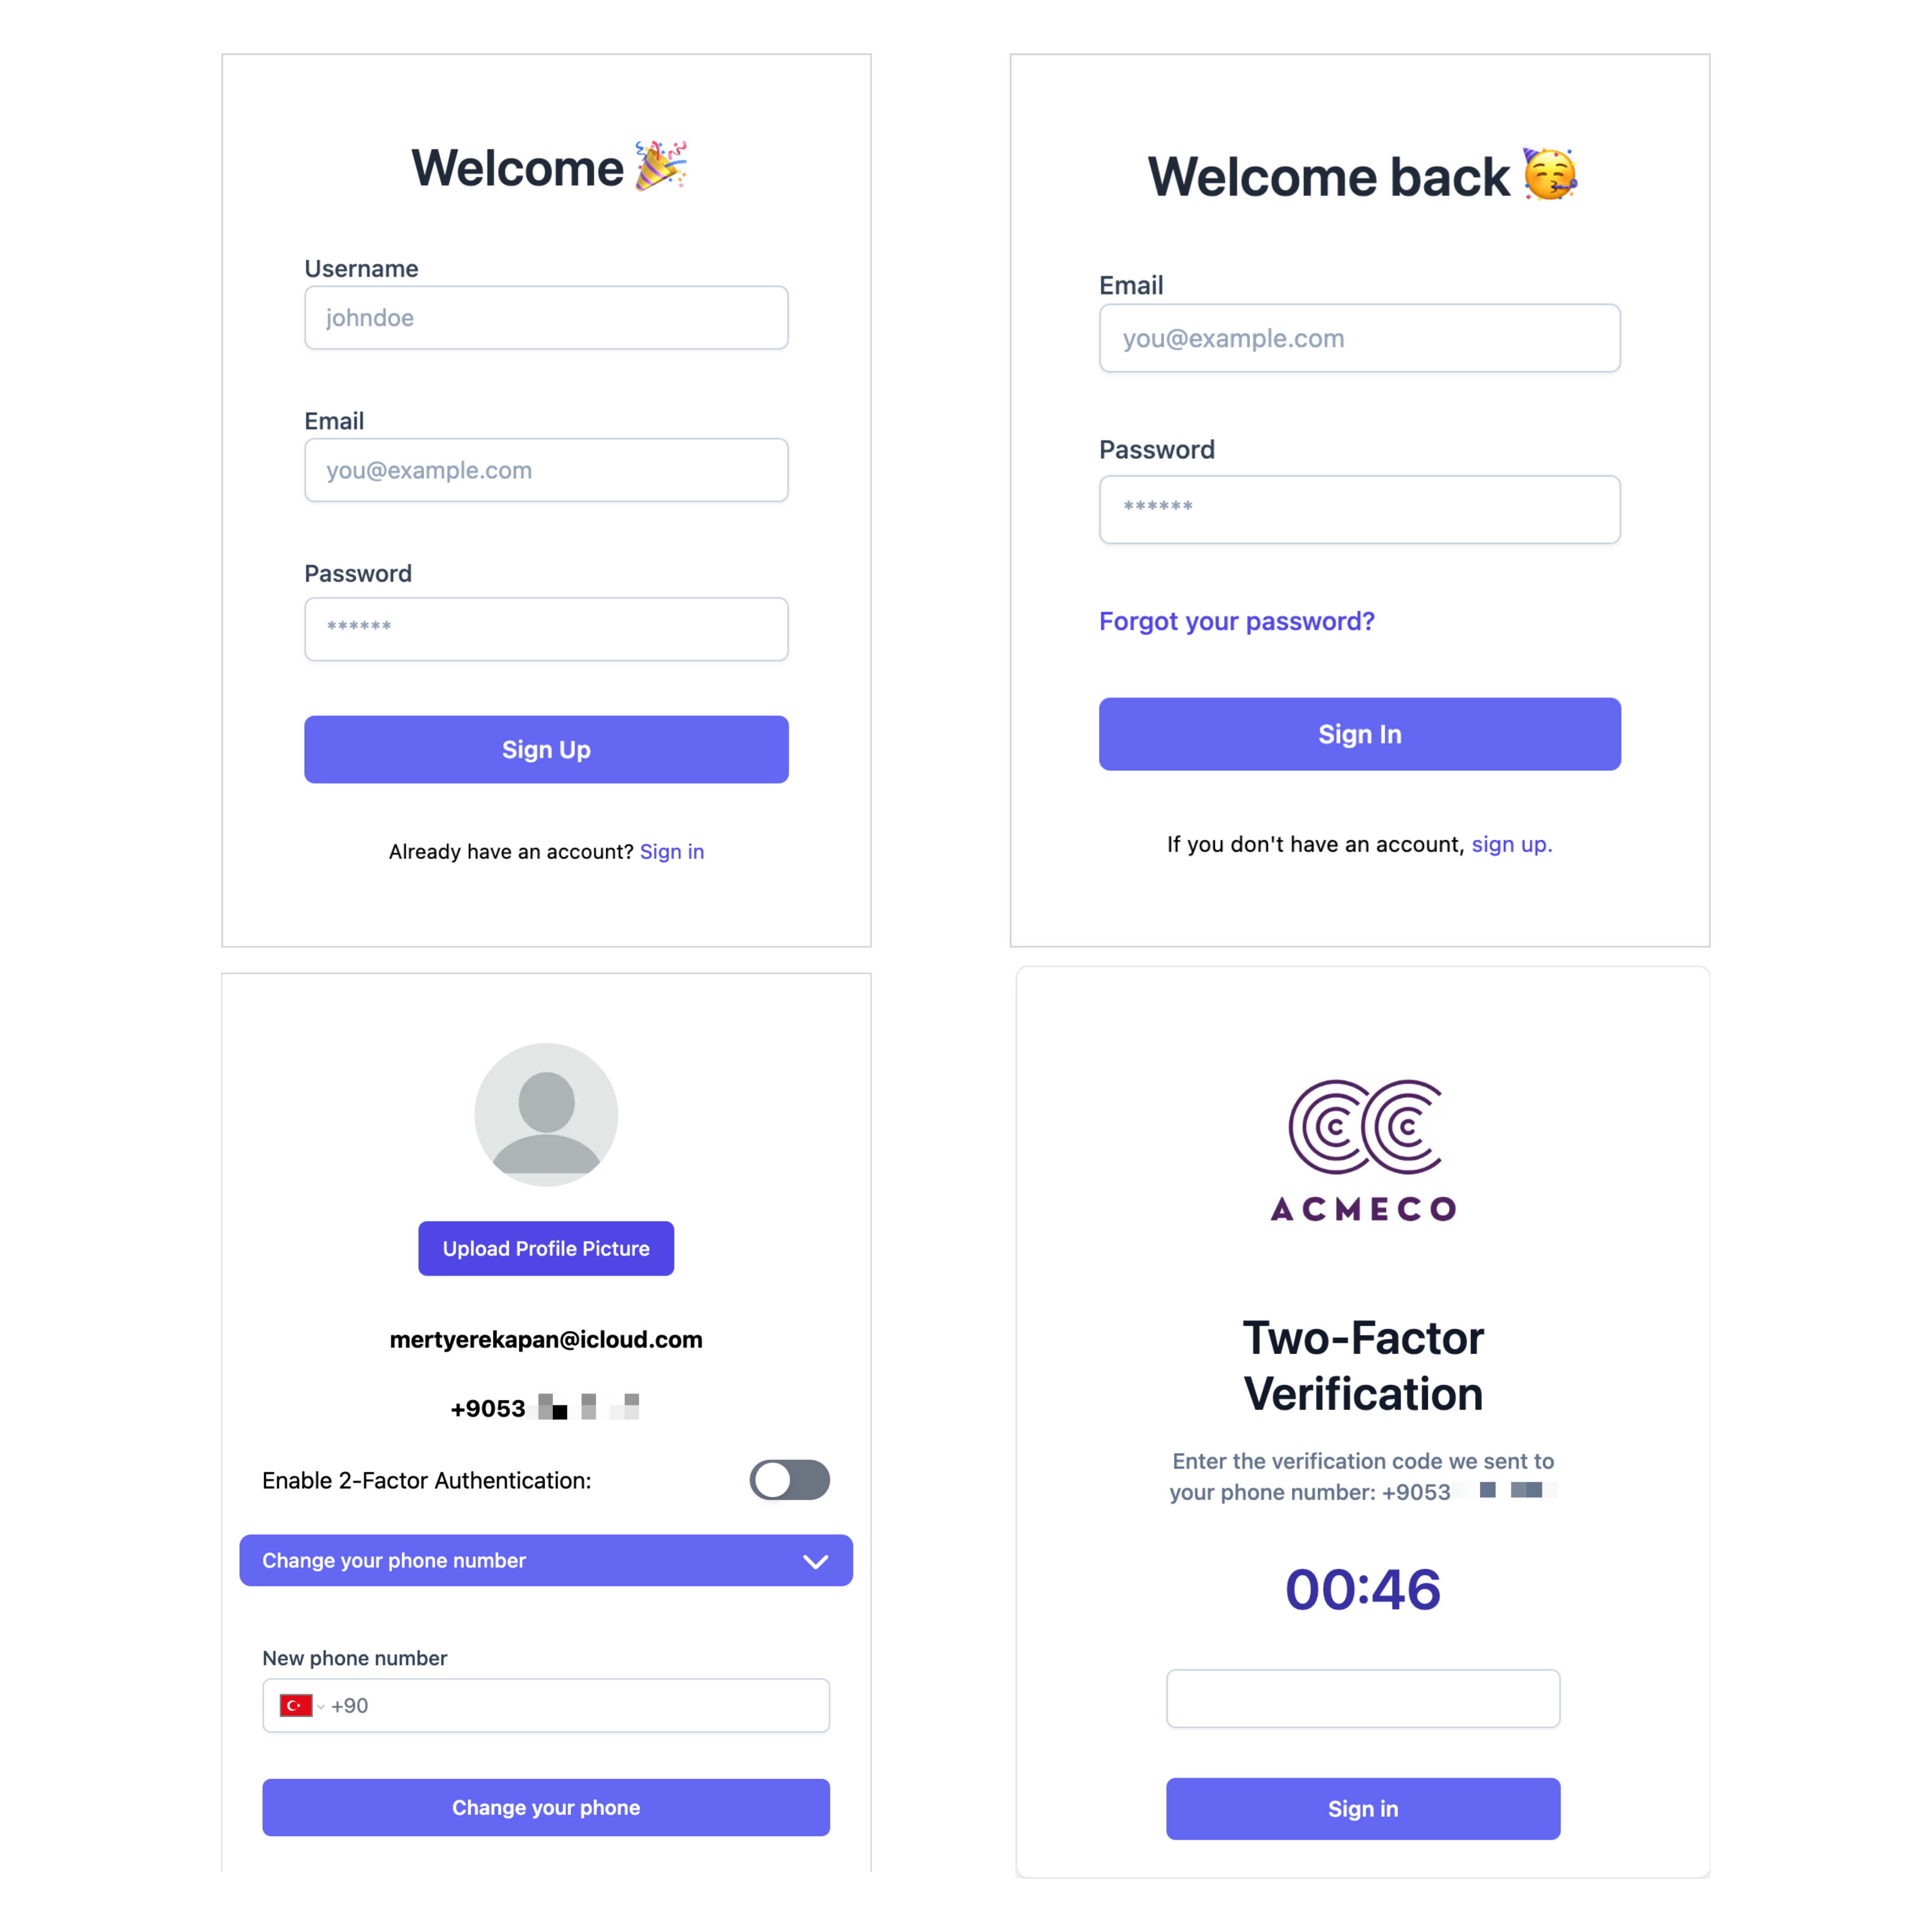 Welcome 🎉
Username
johndoe
Email
you@example.com
Password
******
Sign Up
Already have an account? Sign in
Welcome back 🥳
Email
you@example.com
Password
******
Forgot your password?
Sign In
If you don't have an account, sign up.
Upload Profile Picture
mertyerekapan@icloud.com
+9053
Enable 2-Factor Authentication:
Change your phone number
New phone number
+90
Change your phone
ACMECO
Two-Factor
Verification
Enter the verification code we sent to
your phone number: +9053
00:46
Sign in